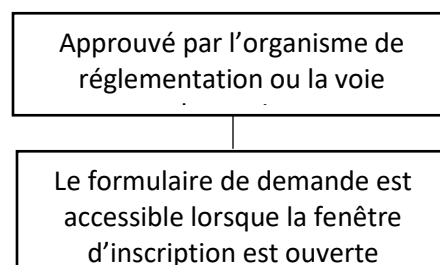 Approuvé par l’organisme de
réglementation ou la voie
Le formulaire de demande est
accessible lorsque la fenêtre
d’inscription est ouverte